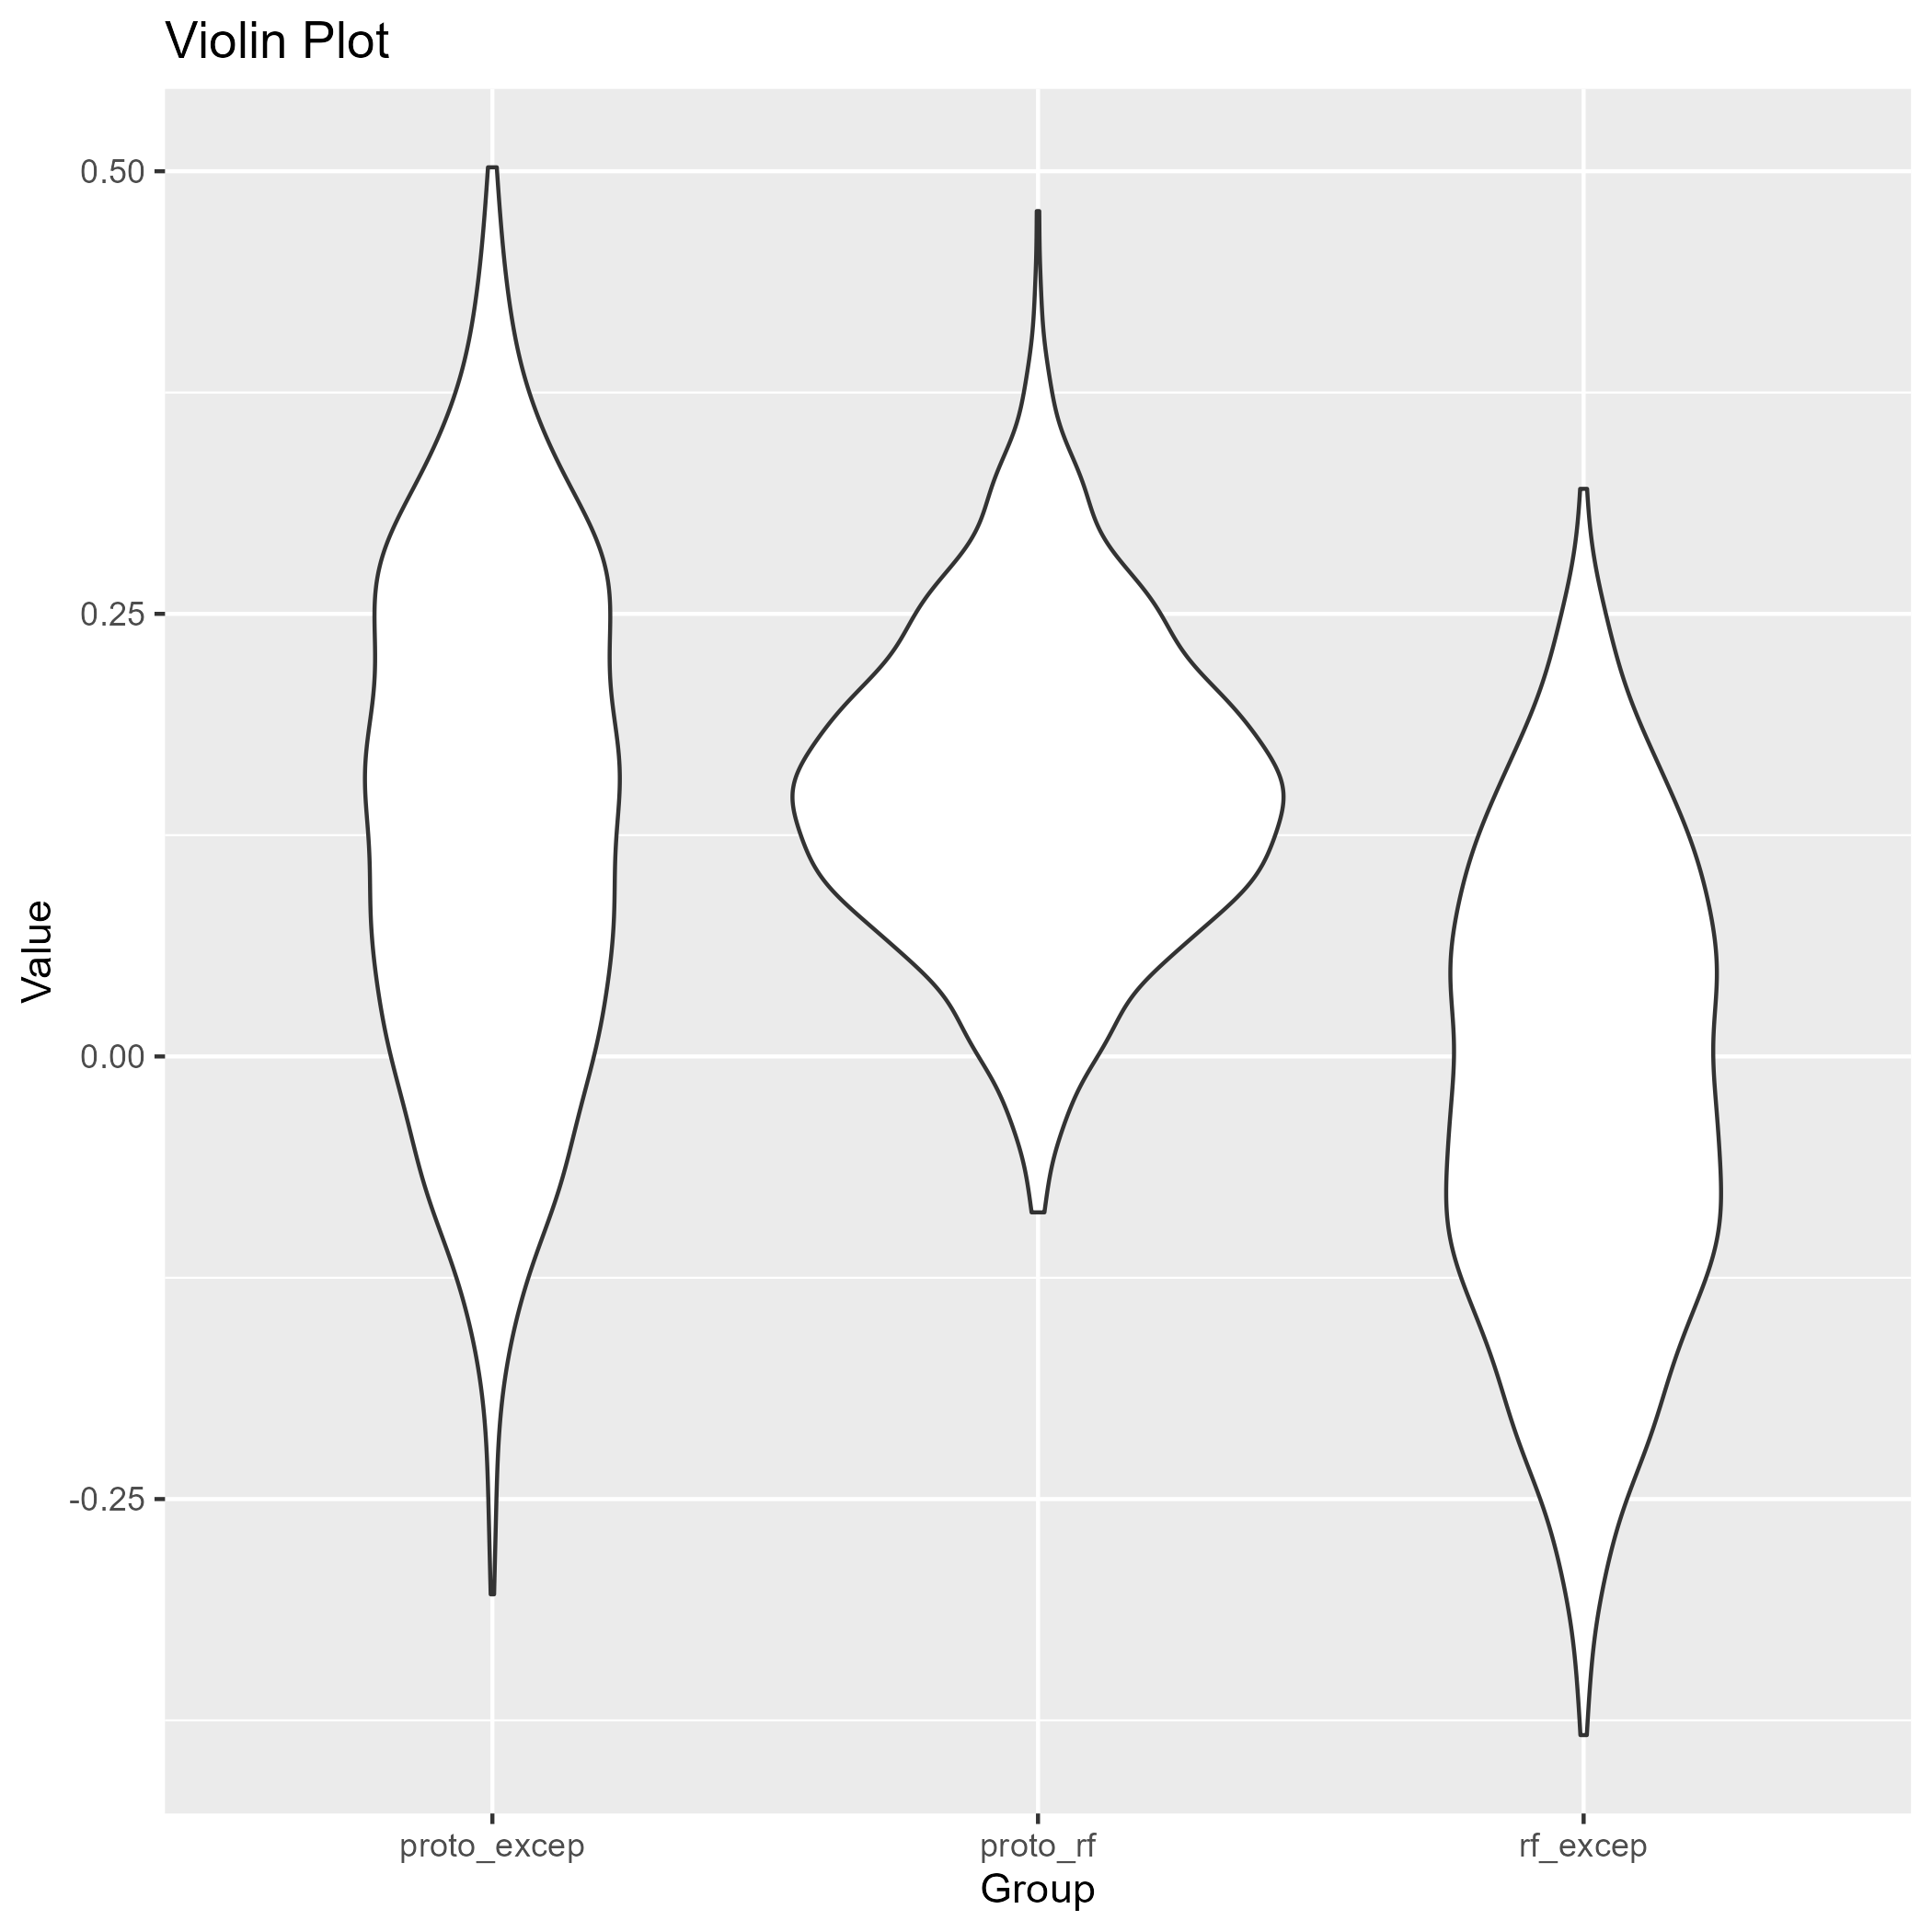 Violin Plot
0.50
0.25
0.00
-0.25
Value
proto_excep
proto_rf
rf_excep
Group